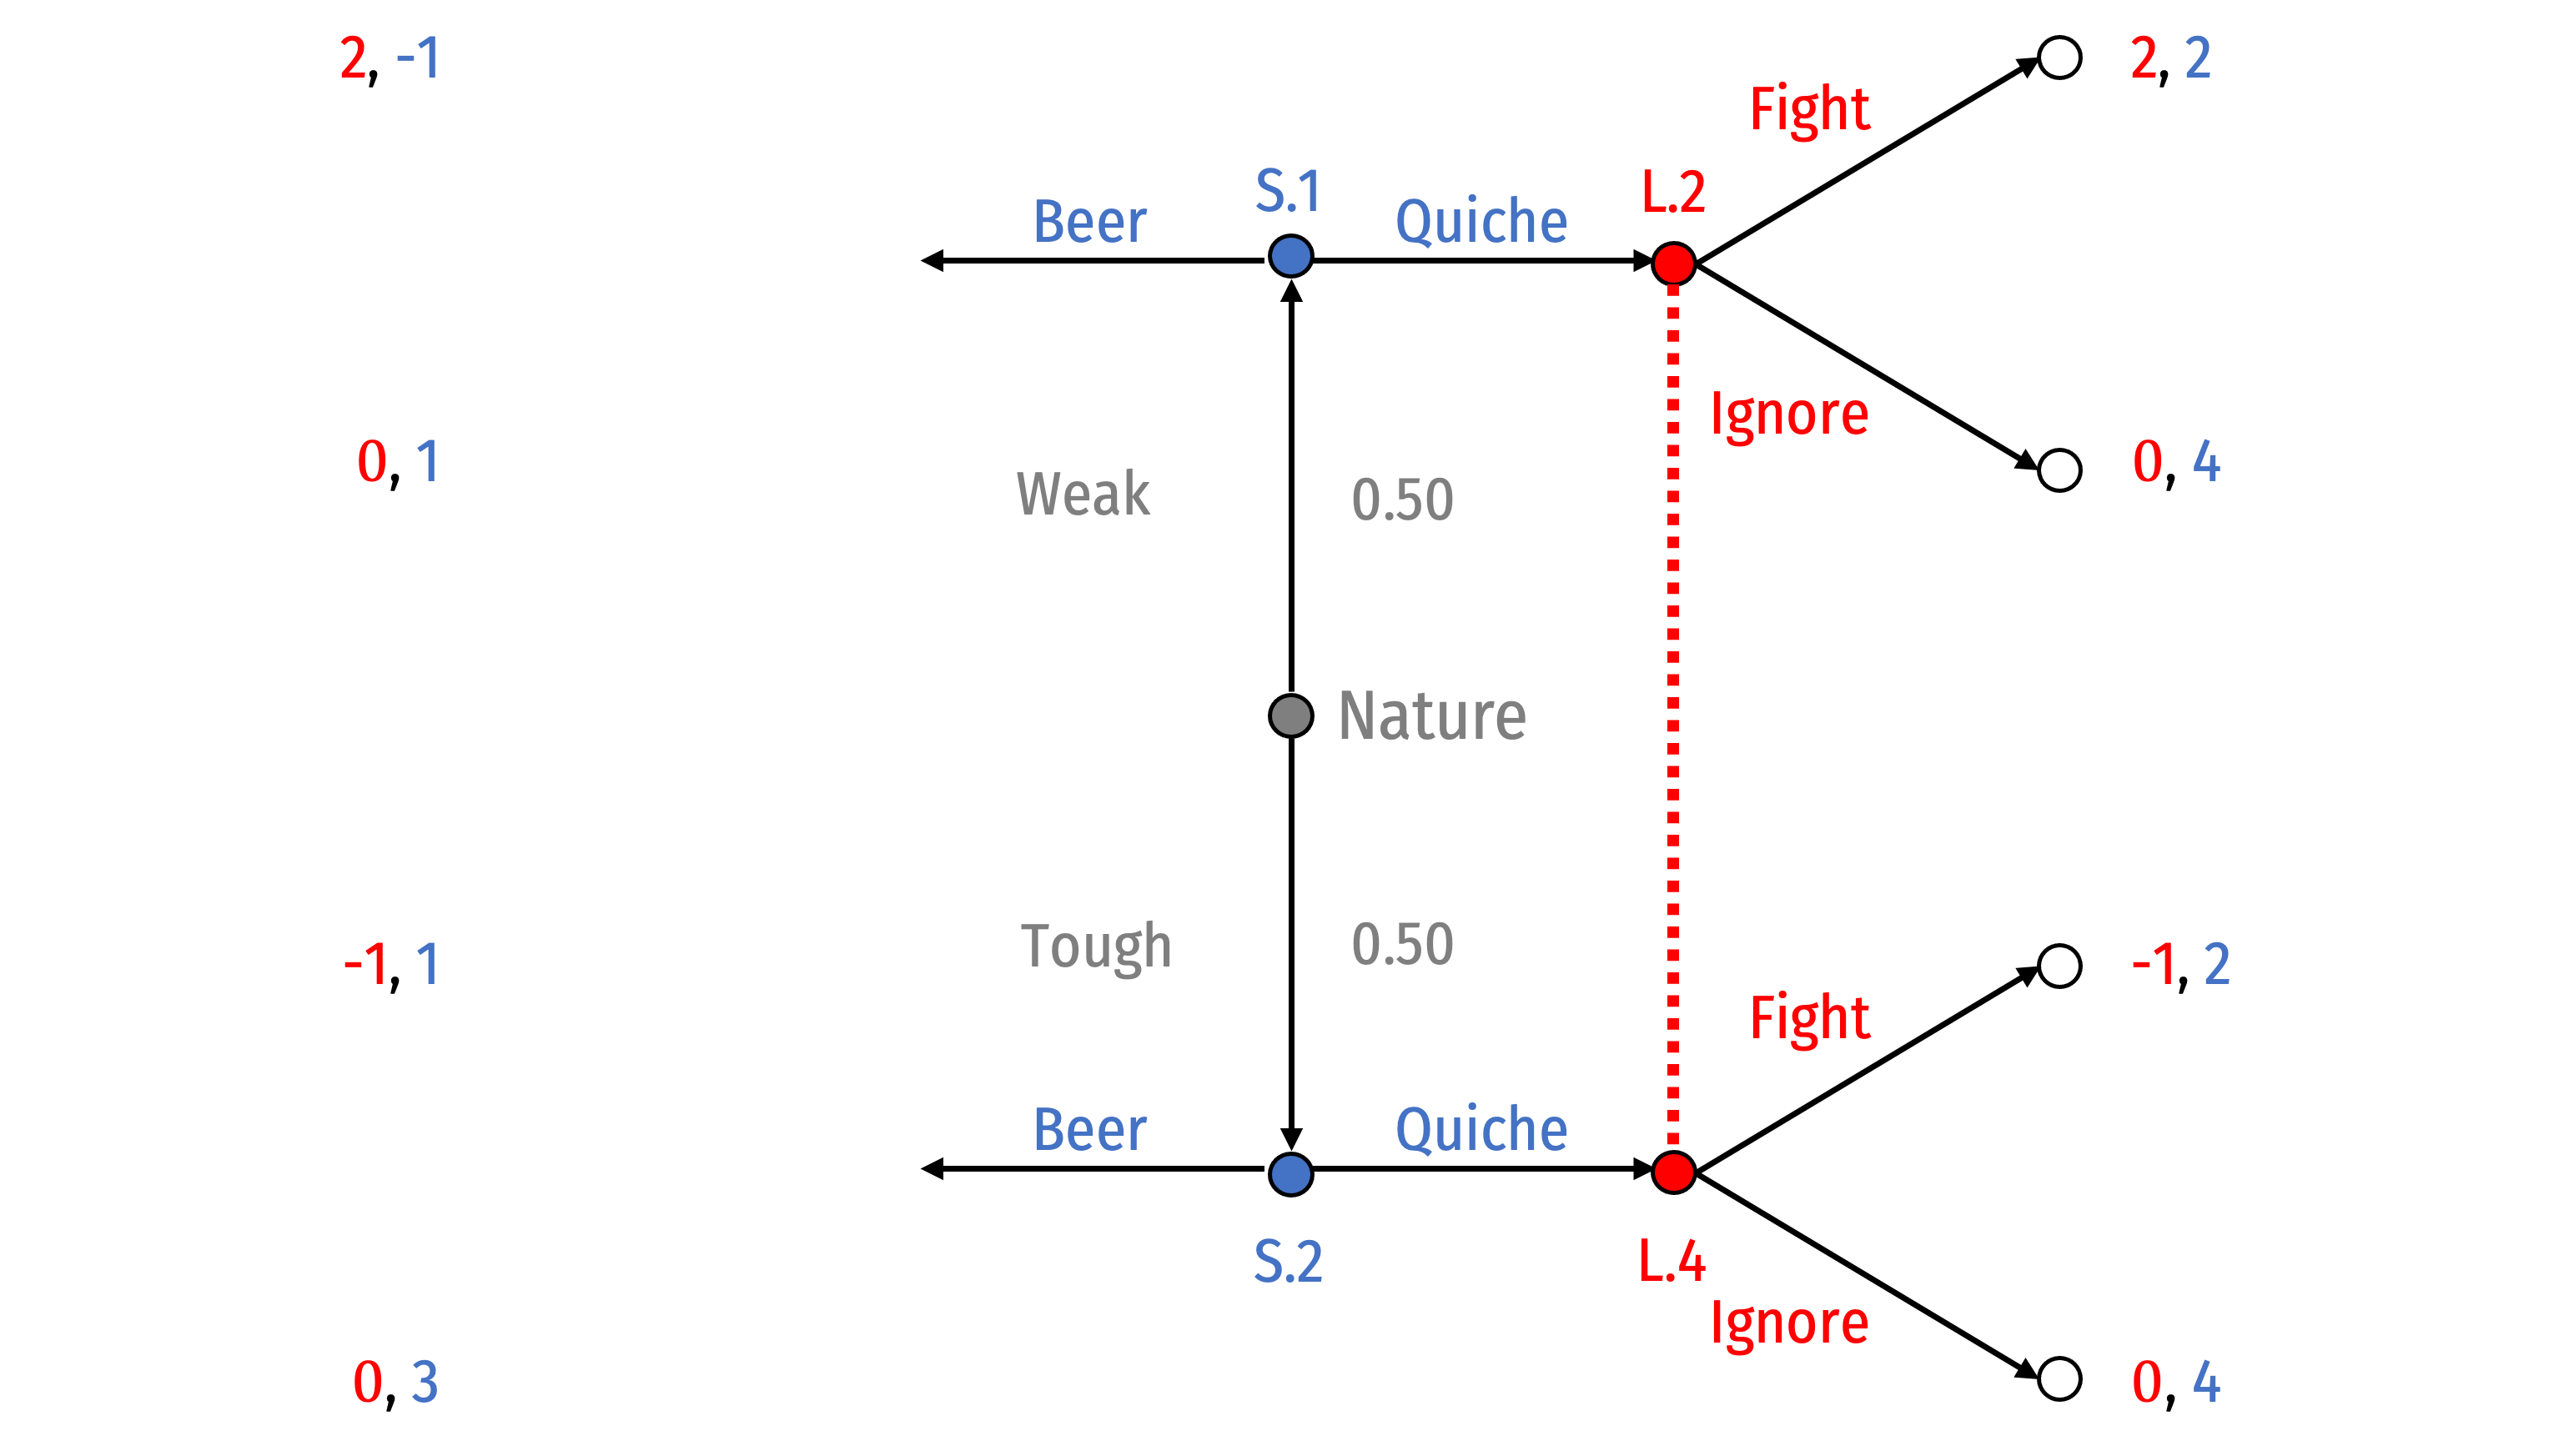 2, -1
2, 2
Fight
S.1
L.2
Beer
Quiche
Ignore
0, 1
0, 4
Weak
0.50
Nature
Tough
0.50
-1, 1
-1, 2
Fight
Beer
Quiche
S.2
L.4
Ignore
0, 3
0, 4